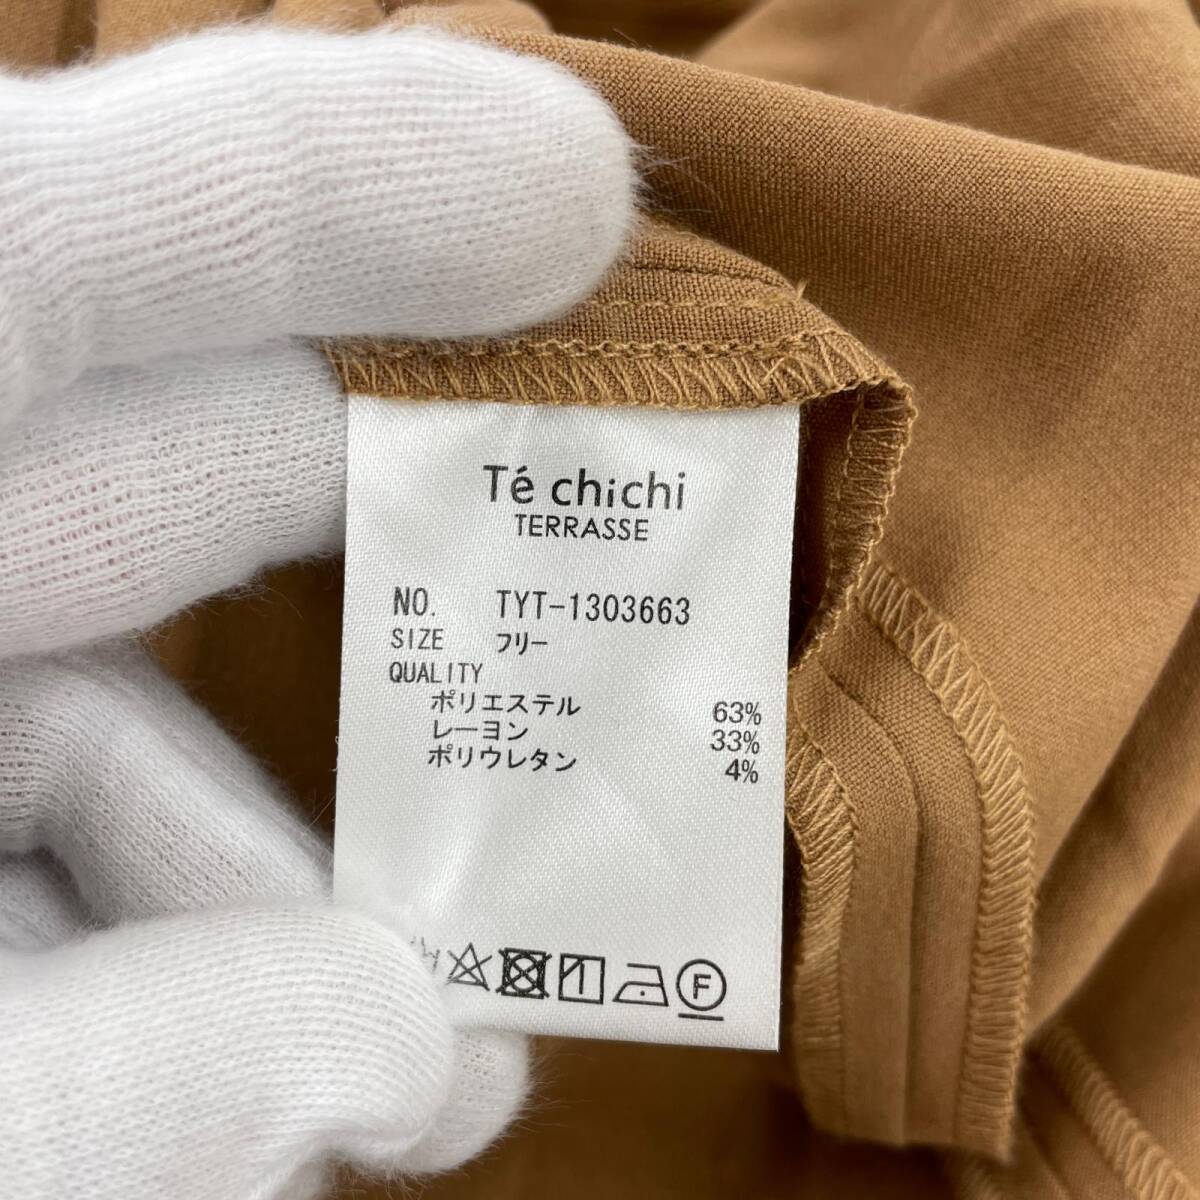 Té chichi
TERRASSE
NO. TYT-1303663
SIZE フリー
QUALITY
ポリエステル 63%
レーヨン 33%
ポリウレタン 4%
F